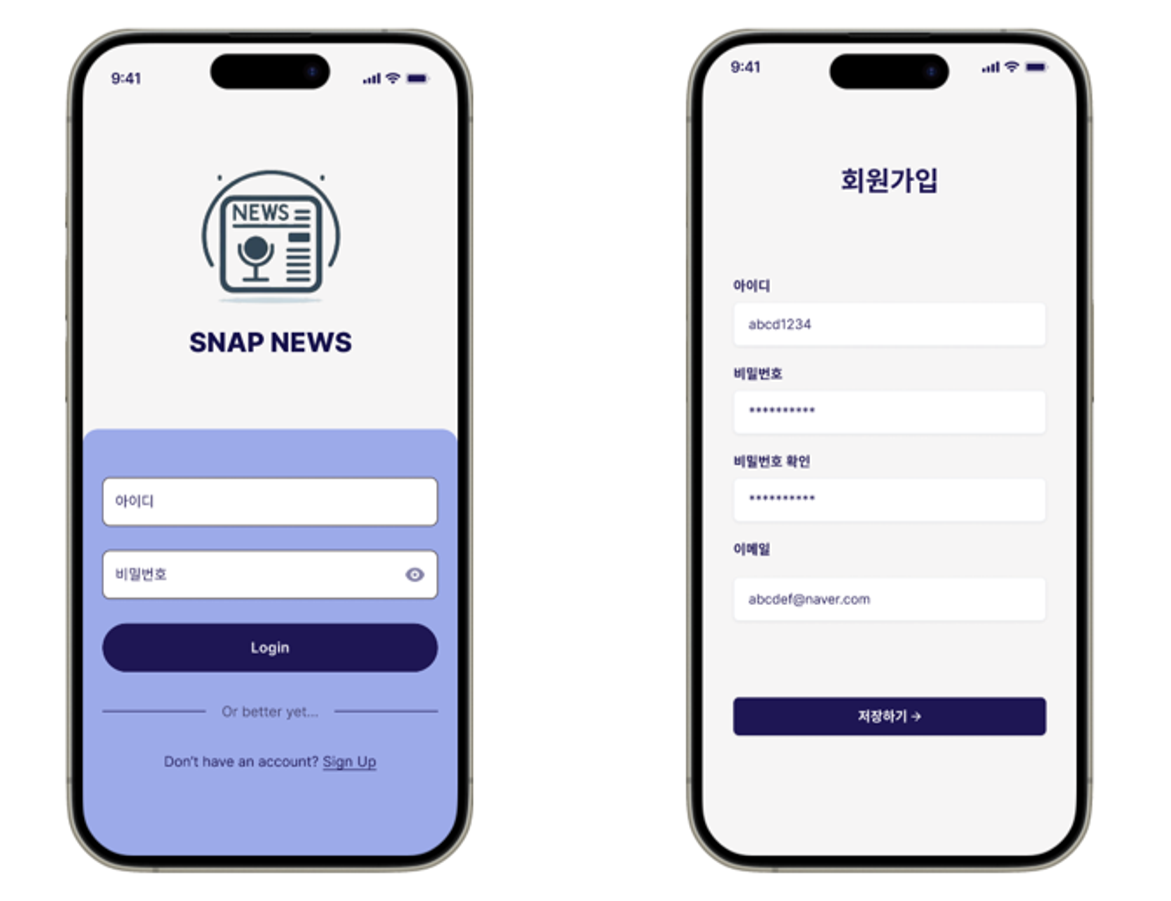 9:41
NEWS
SNAP NEWS
아이디
비밀번호
Login
Or better yet...
Don't have an account? Sign Up
9:41
회원가입
아이디
abcd1234
비밀번호
**********
비밀번호 확인
**********
이메일
abcdef@naver.com
저장하기 →